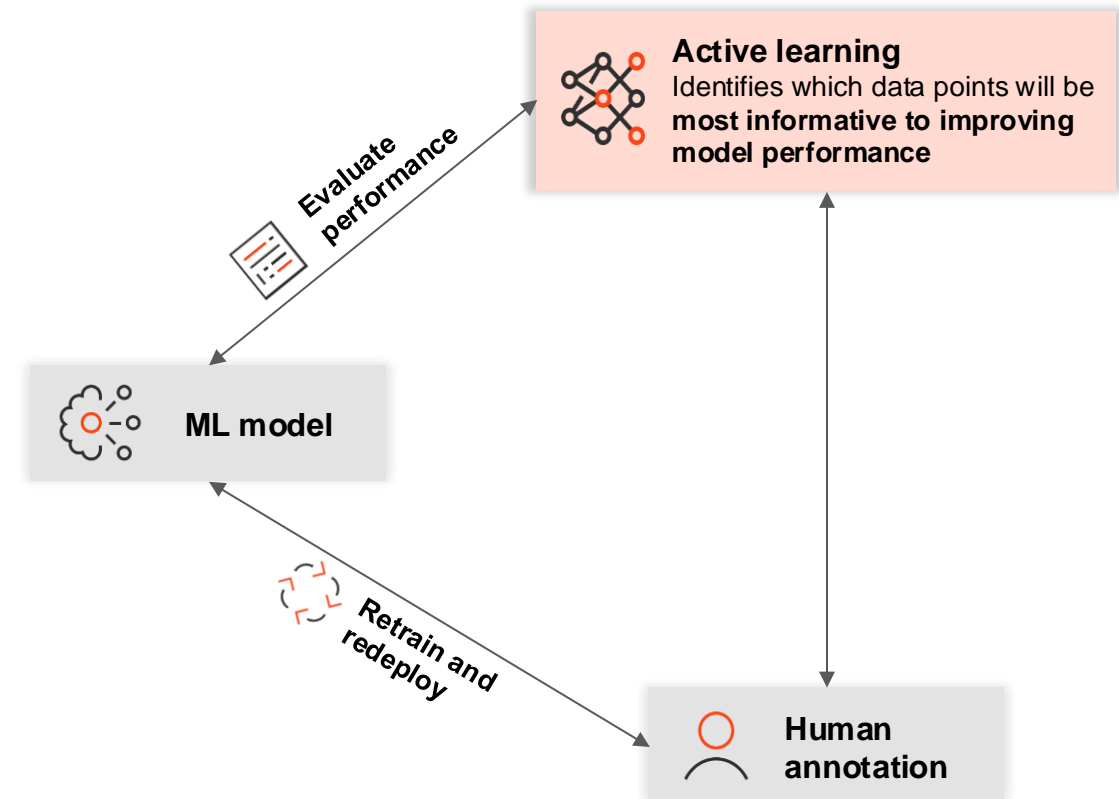 Active learning
Identifies which data points will be
most informative to improving
model performance
Evaluate
performance
ML model
Retrain and
redeploy
Human
annotation